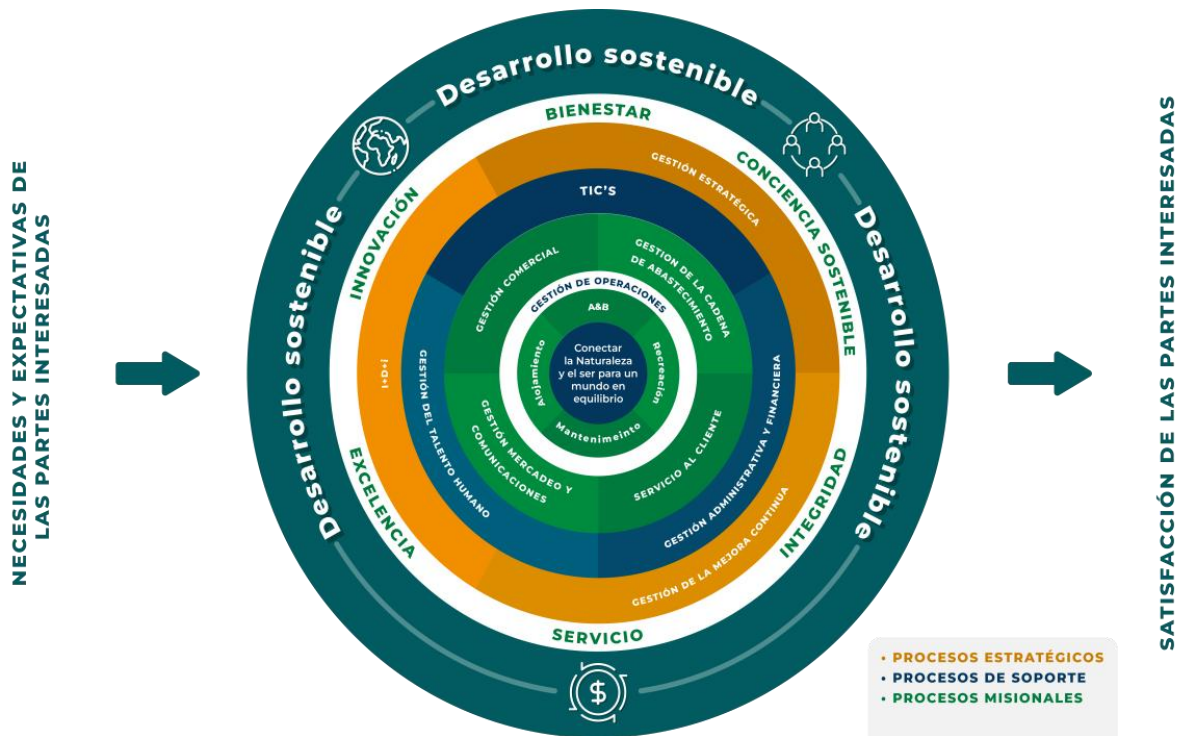 NECESIDADES Y EXPECTATIVAS DE
LAS PARTES INTERESADAS
Desarrollo sostenible
Desarrollo sostenible
Desarrollo sostenible
BIENESTAR
CONCIENCIA SOSTENIBLE
INTEGRIDAD
SERVICIO
EXCELENCIA
INNOVACIÓN
GESTIÓN ESTRATÉGICA
GESTIÓN DE LA MEJORA CONTINUA
I+D+i
TIC'S
GESTIÓN ADMINISTRATIVA Y FINANCIERA
GESTIÓN DEL TALENTO HUMANO
GESTIÓN COMERCIAL
GESTION DE LA CADENA
DE ABASTECIMIENTO
SERVICIO AL CLIENTE
GESTIÓN MERCADEO Y
COMUNICACIONES
GESTIÓN DE OPERACIONES
A&B
Recreación
Mantenimeinto
Alojamiento
Conectar
la Naturaleza
y el ser para un
mundo en
equilibrio
$
SATISFACCIÓN DE LAS PARTES INTERESADAS
• PROCESOS ESTRATÉGICOS
• PROCESOS DE SOPORTE
• PROCESOS MISIONALES